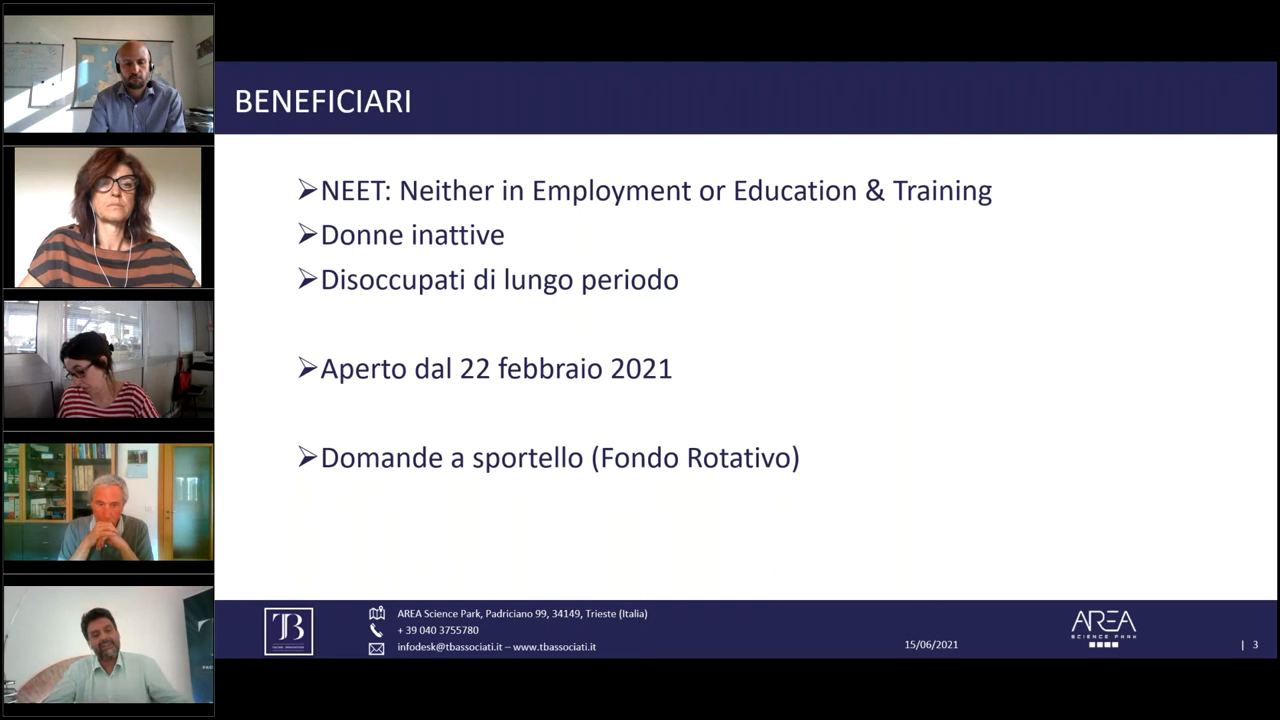 BENEFICIARI
➢NEET: Neither in Employment or Education & Training
➢Donne inattive
➢Disoccupati di lungo periodo
➢Aperto dal 22 febbraio 2021
➢Domande a sportello (Fondo Rotativo)
TB
AREA Science Park, Padriciano 99, 34149, Trieste (Italia)
+ 39 040 3755780
infodesk@tbassociati.it – www.tbassociati.it
15/06/2021
AREA
SCIENCE PARK
| 3